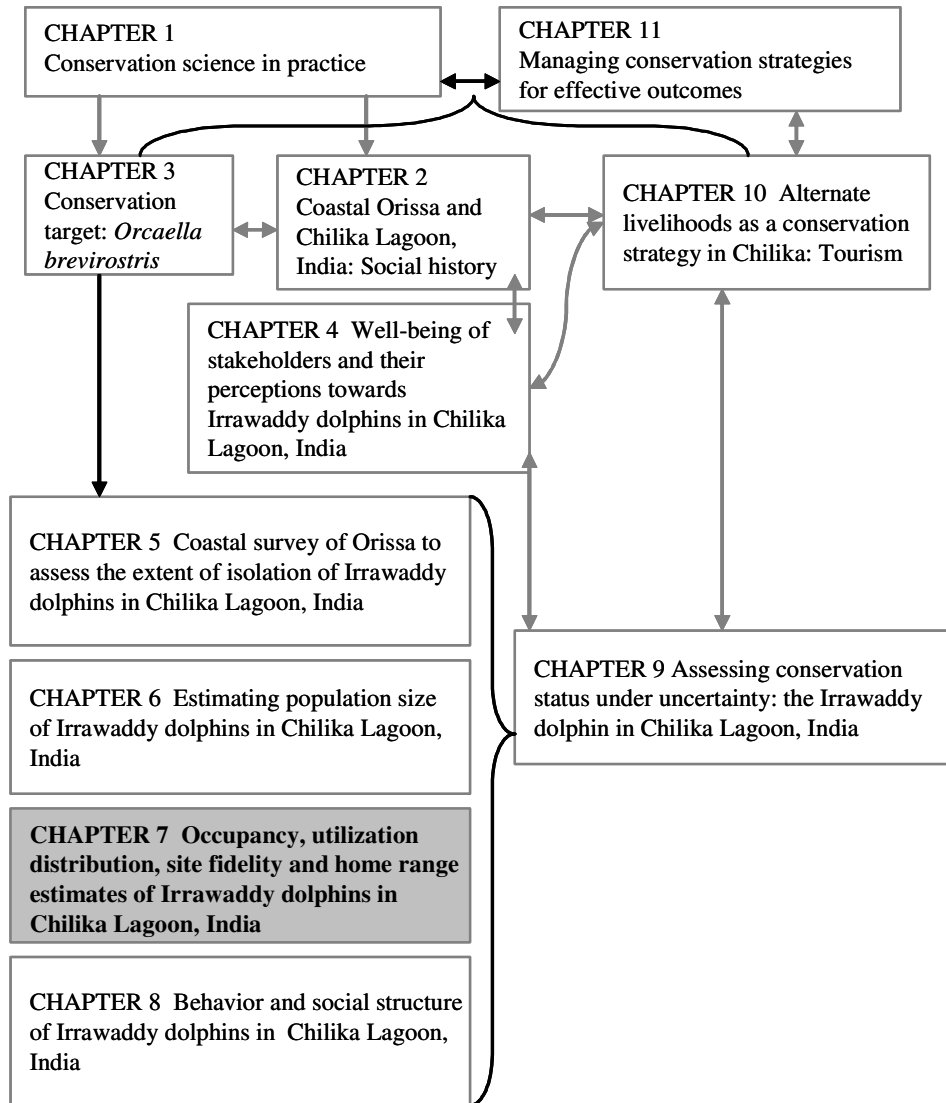 CHAPTER 1
Conservation science in practice
CHAPTER 11
Managing conservation strategies
for effective outcomes
CHAPTER 3
Conservation
target: Orcaella
brevirostris
CHAPTER 2
Coastal Orissa and
Chilika Lagoon,
India: Social history
CHAPTER 10 Alternate
livelihoods as a conservation
strategy in Chilika: Tourism
CHAPTER 4 Well-being of
stakeholders and their
perceptions towards
Irrawaddy dolphins in Chilika
Lagoon, India
CHAPTER 5 Coastal survey of Orissa to
assess the extent of isolation of Irrawaddy
dolphins in Chilika Lagoon, India
CHAPTER 6 Estimating population size
of Irrawaddy dolphins in Chilika Lagoon,
India
CHAPTER 9 Assessing conservation
status under uncertainty: the Irrawaddy
dolphin in Chilika Lagoon, India
CHAPTER 7 Occupancy, utilization
distribution, site fidelity and home range
estimates of Irrawaddy dolphins in
Chilika Lagoon, India
CHAPTER 8 Behavior and social structure
of Irrawaddy dolphins in Chilika Lagoon,
India